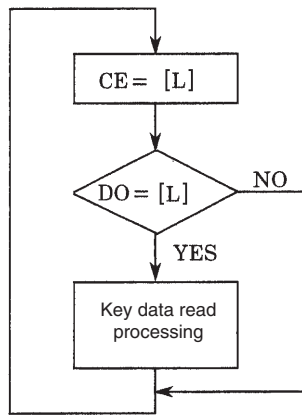 CE= [L]
DO= [L]
NO
YES
Key data read
processing